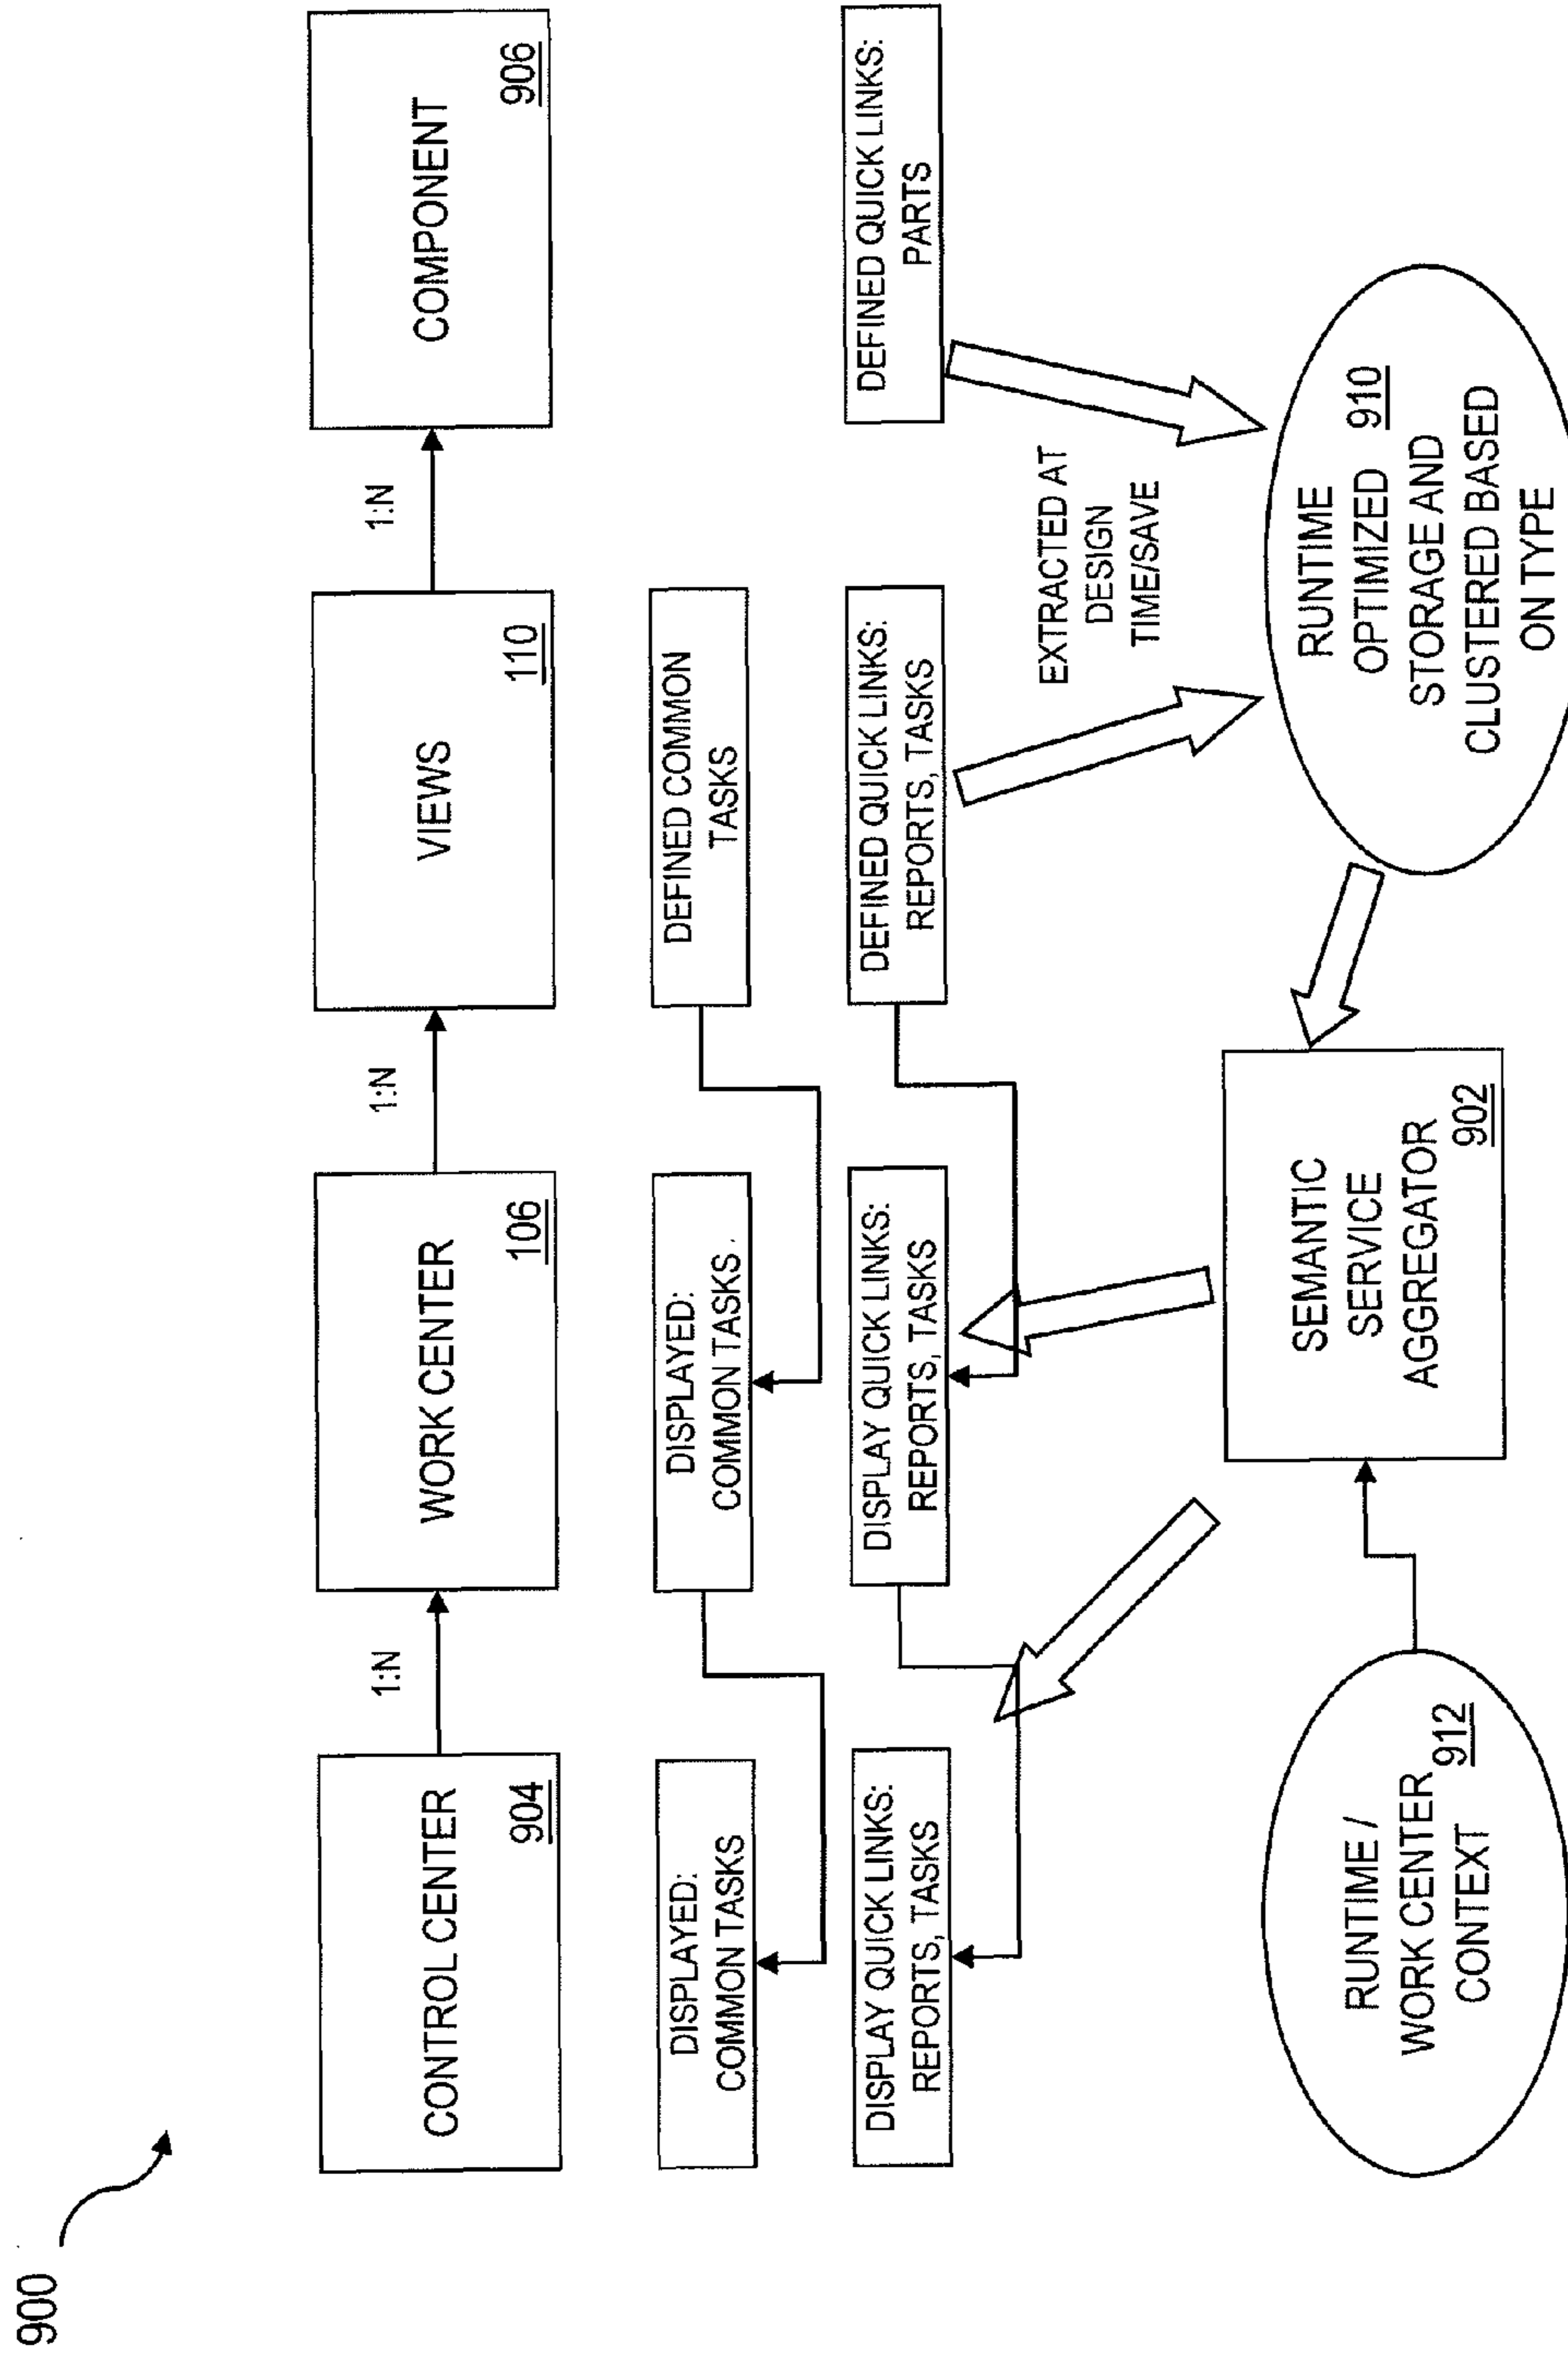 900
CONTROL CENTER
904
1:N
WORK CENTER
106
1:N
VIEWS
110
1:N
COMPONENT
906
DISPLAYED:
COMMON TASKS
DISPLAYED:
COMMON TASKS
DEFINED COMMON
TASKS
DISPLAY QUICK LINKS:
REPORTS, TASKS
DISPLAY QUICK LINKS:
REPORTS, TASKS
DEFINED QUICK LINKS:
REPORTS, TASKS
DEFINED QUICK LINKS:
PARTS
EXTRACTED AT
DESIGN
TIME/SAVE
RUNTIME /
WORK CENTER
912
CONTEXT
SEMANTIC
SERVICE
AGGREGATOR
902
RUNTIME
OPTIMIZED 910
STORAGE AND
CLUSTERED BASED
ON TYPE